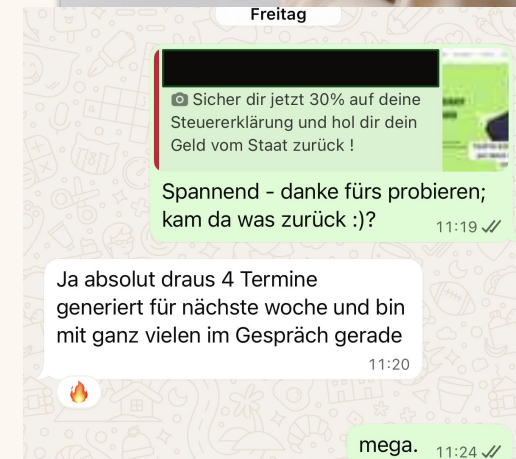 Freitag
Sicher dir jetzt 30% auf deine
Steuererklärung und hol dir dein
Geld vom Staat zurück !
Spannend - danke fürs probieren;
kam da was zurück :)?
11:19
Ja absolut draus 4 Termine
generiert für nächste woche und bin
mit ganz vielen im Gespräch gerade
11:20
🔥
mega.
11:24